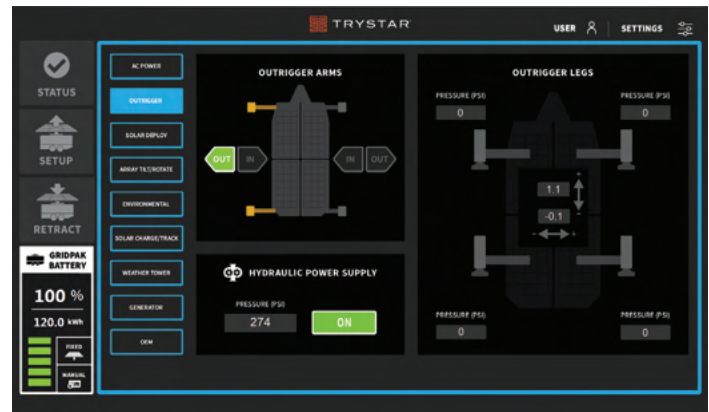 TRYSTAR
USER
SETTINGS
STATUS
SETUP
RETRACT
GRIDPAK
BATTERY
100 %
120.0 kWh
FIXED
MANUAL
AC POWER
OUTRIGGER
SOLAR DEPLOY
ARRAY TILT/ROTATE
ENVIRONMENTAL
SOLAR CHARGE/TRACK
WEATHER TOWER
GENERATOR
OEM
OUTRIGGER ARMS
OUT
IN
IN
OUT
HYDRAULIC POWER SUPPLY
PRESSURE (PSI)
274
ON
OUTRIGGER LEGS
PRESSURE (PSI)
0
PRESSURE (PSI)
0
1.1
+
-
-0.1
- +
PRESSURE (PSI)
0
PRESSURE (PSI)
0